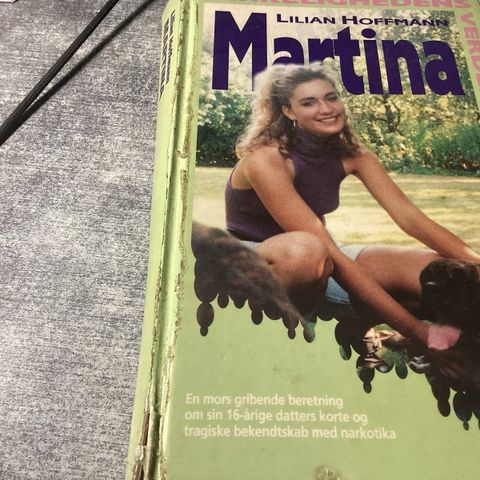 LILIAN HOFFMANN
Martina
En mors gribende beretning
om sin 16-årige datters korte og
tragiske bekendtskab med narkotika